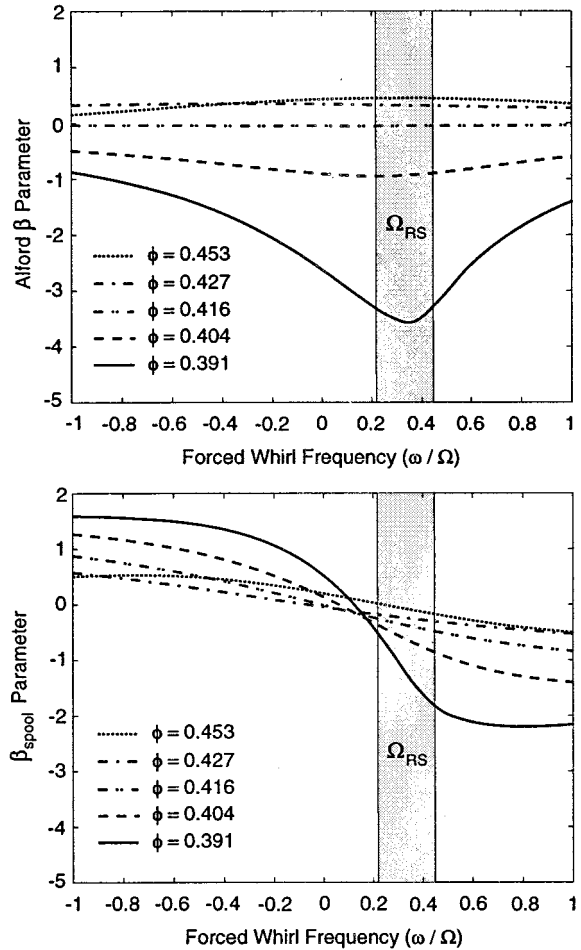 2
1
0
-1
-2
-3
-4
-5
Alford β Parameter
Ω_RS
ϕ = 0.453
ϕ = 0.427
ϕ = 0.416
ϕ = 0.404
ϕ = 0.391
-1 -0.8 -0.6 -0.4 -0.2 0 0.2 0.4 0.6 0.8 1
Forced Whirl Frequency (ω / Ω)
2
1
0
-1
-2
-3
-4
-5
β_spool Parameter
Ω_RS
ϕ = 0.453
ϕ = 0.427
ϕ = 0.416
ϕ = 0.404
ϕ = 0.391
-1 -0.8 -0.6 -0.4 -0.2 0 0.2 0.4 0.6 0.8 1
Forced Whirl Frequency (ω / Ω)